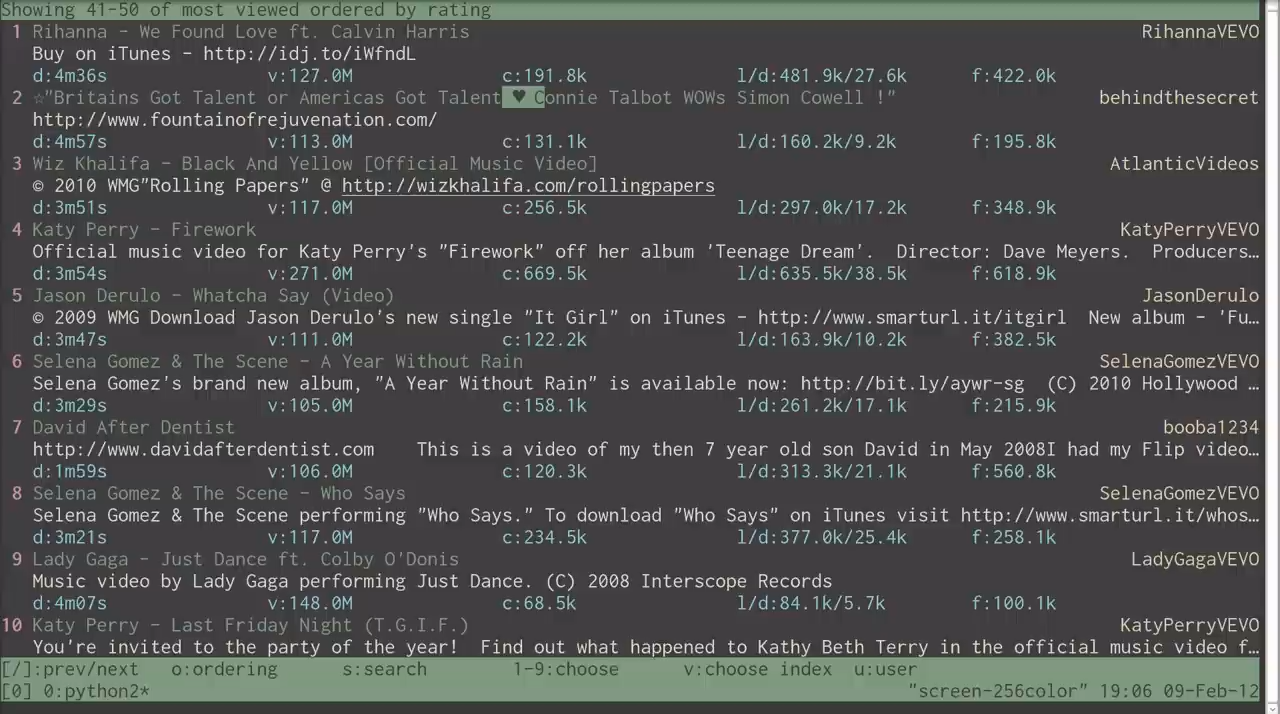 Showing 41-50 of most viewed ordered by rating
1 Rihanna - We Found Love ft. Calvin Harris RihannaVEVO
Buy on iTunes - http://idj.to/iWfndL
d:4m36s v:127.0M c:191.8k l/d:481.9k/27.6k f:422.0k
2 ☆"Britains Got Talent or Americas Got Talent ♥ Connie Talbot WOWs Simon Cowell !" behindthesecret
http://www.fountainofrejuvenation.com/
d:4m57s v:113.0M c:131.1k l/d:160.2k/9.2k f:195.8k
3 Wiz Khalifa - Black And Yellow [Official Music Video] AtlanticVideos
© 2010 WMG"Rolling Papers" @ http://wizkhalifa.com/rollingpapers
d:3m51s v:117.0M c:256.5k l/d:297.0k/17.2k f:348.9k
4 Katy Perry - Firework KatyPerryVEVO
Official music video for Katy Perry's "Firework" off her album 'Teenage Dream'.  Director: Dave Meyers.  Producers…
d:3m54s v:271.0M c:669.5k l/d:635.5k/38.5k f:618.9k
5 Jason Derulo - Whatcha Say (Video) JasonDerulo
© 2009 WMG Download Jason Derulo's new single "It Girl" on iTunes - http://www.smarturl.it/itgirl  New album - 'Fu…
d:3m47s v:111.0M c:122.2k l/d:163.9k/10.2k f:382.5k
6 Selena Gomez & The Scene - A Year Without Rain SelenaGomezVEVO
Selena Gomez's brand new album, "A Year Without Rain" is available now: http://bit.ly/aywr-sg  (C) 2010 Hollywood …
d:3m29s v:105.0M c:158.1k l/d:261.2k/17.1k f:215.9k
7 David After Dentist booba1234
http://www.davidafterdentist.com    This is a video of my then 7 year old son David in May 2008I had my Flip video…
d:1m59s v:106.0M c:120.3k l/d:313.3k/21.1k f:560.8k
8 Selena Gomez & The Scene - Who Says SelenaGomezVEVO
Selena Gomez & The Scene performing "Who Says." To download "Who Says" on iTunes visit http://www.smarturl.it/whos…
d:3m21s v:117.0M c:234.5k l/d:377.0k/25.4k f:258.1k
9 Lady Gaga - Just Dance ft. Colby O'Donis LadyGagaVEVO
Music video by Lady Gaga performing Just Dance. (C) 2008 Interscope Records
d:4m07s v:148.0M c:68.5k l/d:84.1k/5.7k f:100.1k
10 Katy Perry - Last Friday Night (T.G.I.F.) KatyPerryVEVO
You're invited to the party of the year!  Find out what happened to Kathy Beth Terry in the official music video f…
[/]:prev/next o:ordering s:search 1-9:choose v:choose index u:user
[0] 0:python2* "screen-256color" 19:06 09-Feb-12